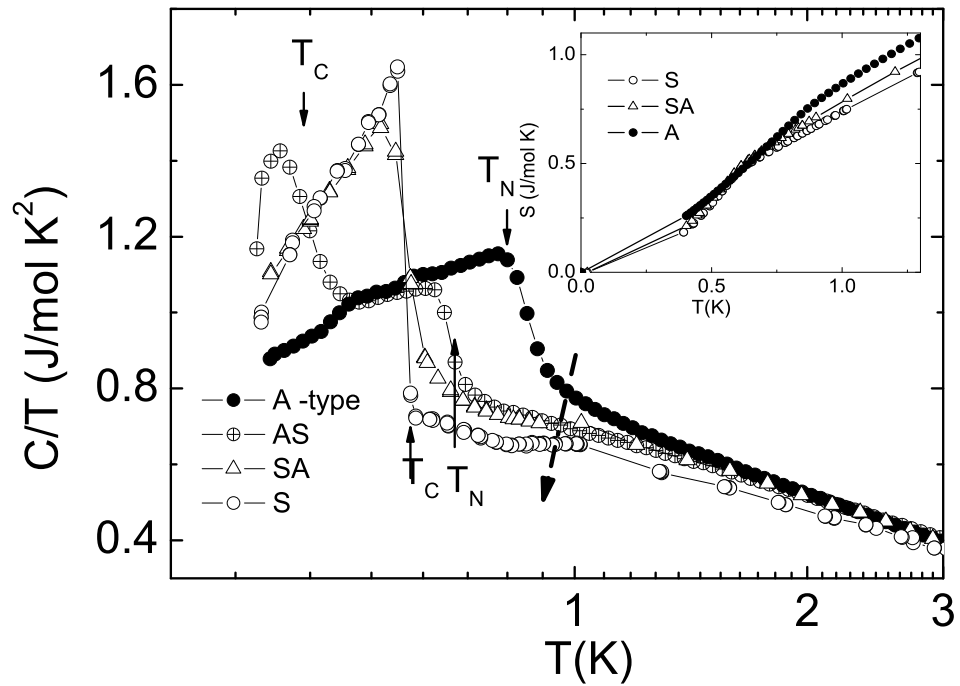 C/T (J/mol K²)
1.6
1.2
0.8
0.4
T_C
T_N
T_C T_N
A -type
AS
SA
S
1
2
3
T(K)
S (J/mol K)
1.0
0.5
0.0
S
SA
A
0.0
0.5
1.0
T(K)